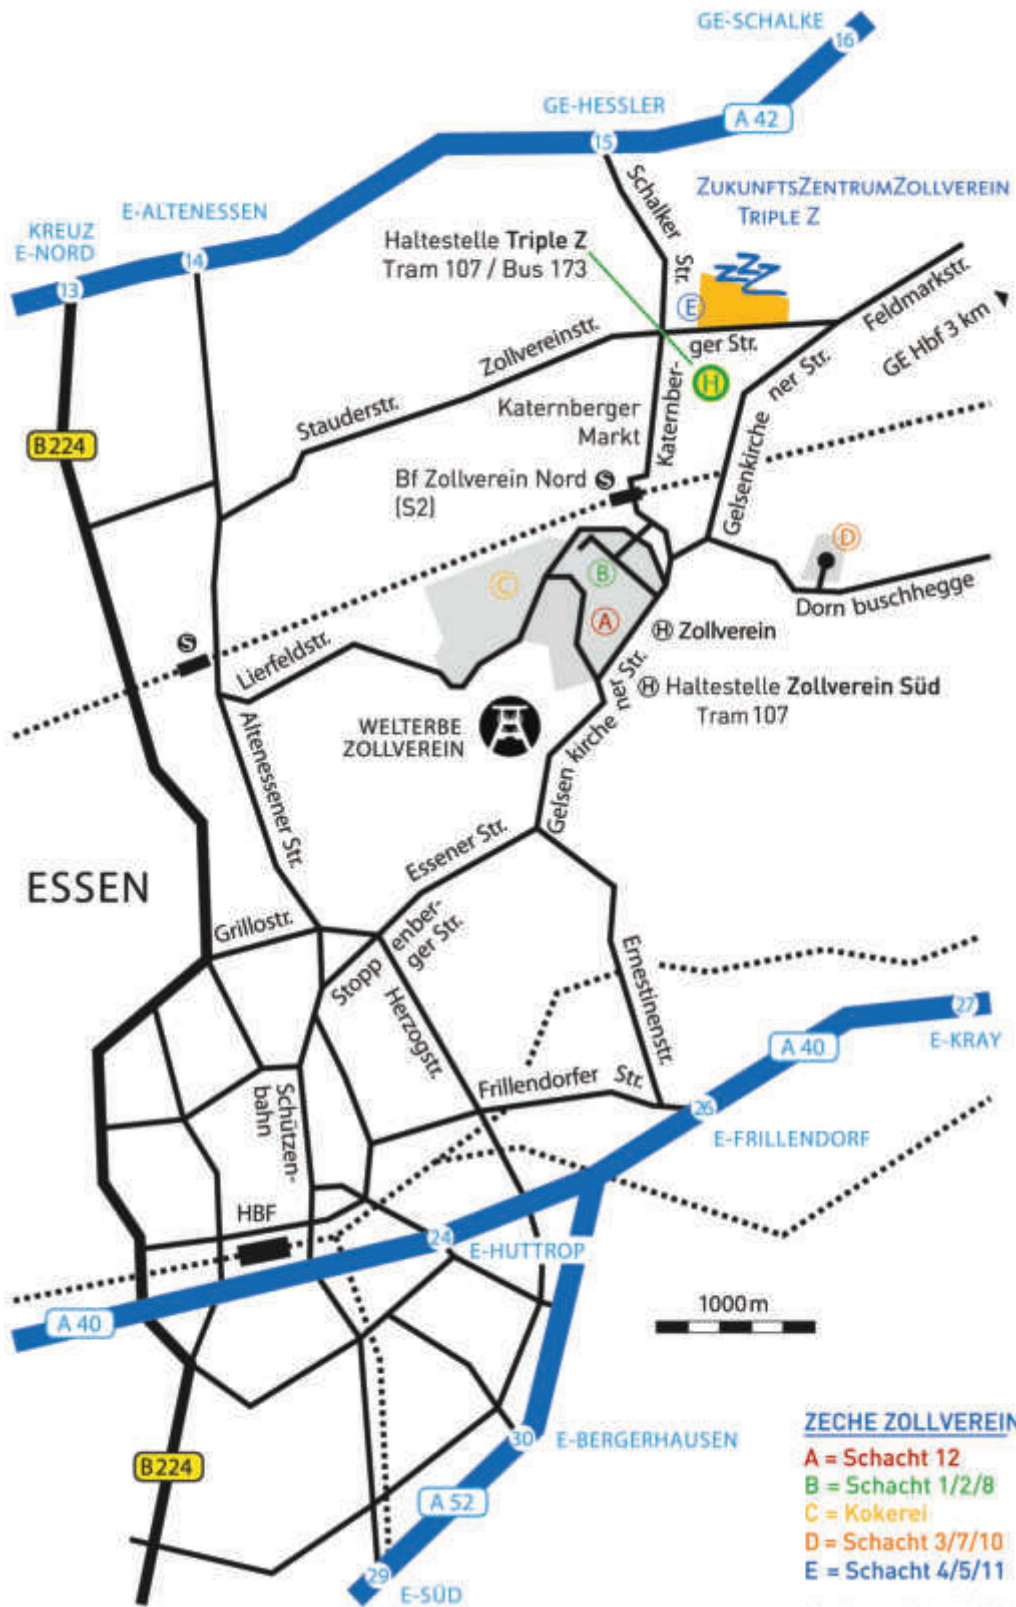 GE-SCHALKE
16
GE-HESSLER
A 42
15
Schalker Str.
ZUKUNFTSZENTRUMZOLLVEREIN
TRIPLE Z
E-ALTENESSEN
KREUZ
E-NORD
14
13
Haltestelle Triple Z
Tram 107 / Bus 173
E
Feldmarkstr.
GE Hbf 3 km
Zollvereinstr.
Katernber-
ger Str.
H
Stauderstr.
Katernberger
Markt
Gelsenkirche
ner Str.
B224
Bf Zollverein Nord S
(S2)
D
C
B
A
Dorn buschhegge
H Zollverein
S
Lierfeldstr.
H Haltestelle Zollverein Süd
Tram 107
WELTERBE
ZOLLVEREIN
Gelsen kirche
ner Str.
Altenessener Str.
Essener Str.
ESSEN
Grillostr.
Stopp
enber-
ger Str.
Herzogstr.
Ernestinenstr.
27
E-KRAY
A 40
Schützen-
bahn
Frillendorfer Str.
26
E-FRILLENDORF
HBF
24
E-HUTTROP
A 40
1000 m
30
E-BERGERHAUSEN
B224
A 52
29
E-SÜD
ZECHE ZOLLVEREIN
A = Schacht 12
B = Schacht 1/2/8
C = Kokerei
D = Schacht 3/7/10
E = Schacht 4/5/11